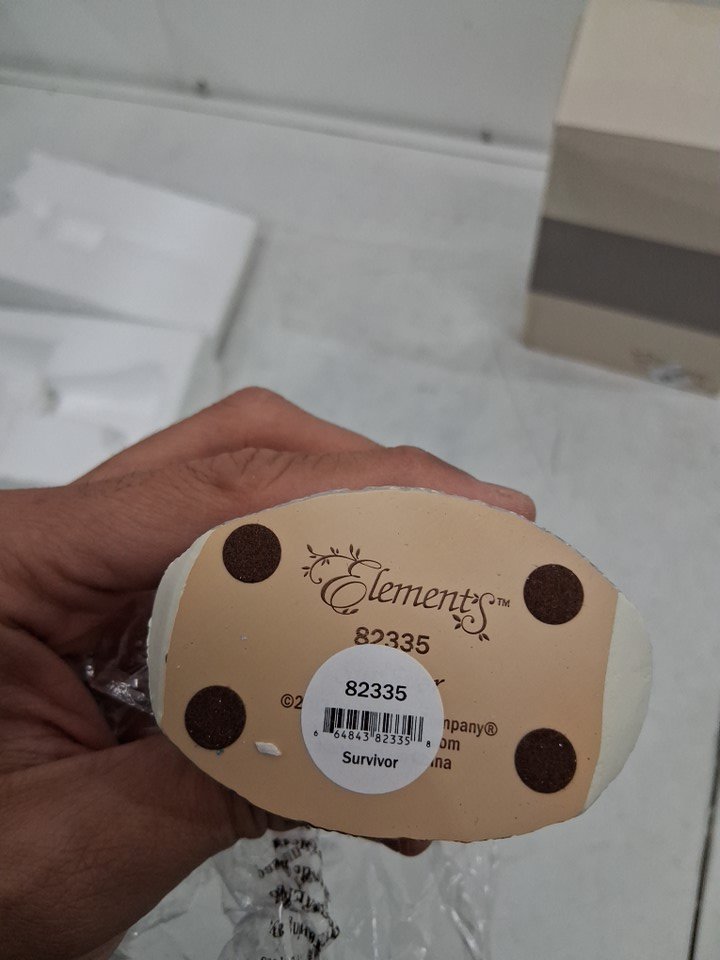 Elements™
82335
r
©2
mpany®
om
na
82335
6 64843 82335 8
Survivor